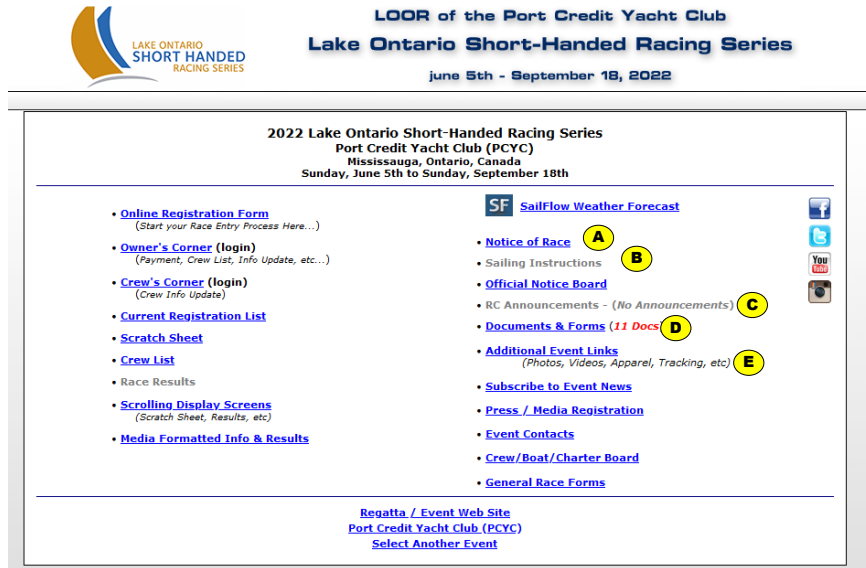 LAKE ONTARIO
SHORT HANDED
RACING SERIES
LOOR of the Port Credit Yacht Club
Lake Ontario Short-Handed Racing Series
june 5th - September 18, 2022
2022 Lake Ontario Short-Handed Racing Series
Port Credit Yacht Club (PCYC)
Mississauga, Ontario, Canada
Sunday, June 5th to Sunday, September 18th
• Online Registration Form
(Start your Race Entry Process Here...)
• Owner's Corner (login)
(Payment, Crew List, Info Update, etc...)
• Crew's Corner (login)
(Crew Info Update)
• Current Registration List
• Scratch Sheet
• Crew List
• Race Results
• Scrolling Display Screens
(Scratch Sheet, Results, etc)
• Media Formatted Info & Results
SF SailFlow Weather Forecast
• Notice of Race A
• Sailing Instructions B
• Official Notice Board
• RC Announcements - (No Announcements) C
• Documents & Forms (11 Docs) D
• Additional Event Links
(Photos, Videos, Apparel, Tracking, etc) E
• Subscribe to Event News
• Press / Media Registration
• Event Contacts
• Crew/Boat/Charter Board
• General Race Forms
f
t
You
Tube
Regatta / Event Web Site
Port Credit Yacht Club (PCYC)
Select Another Event